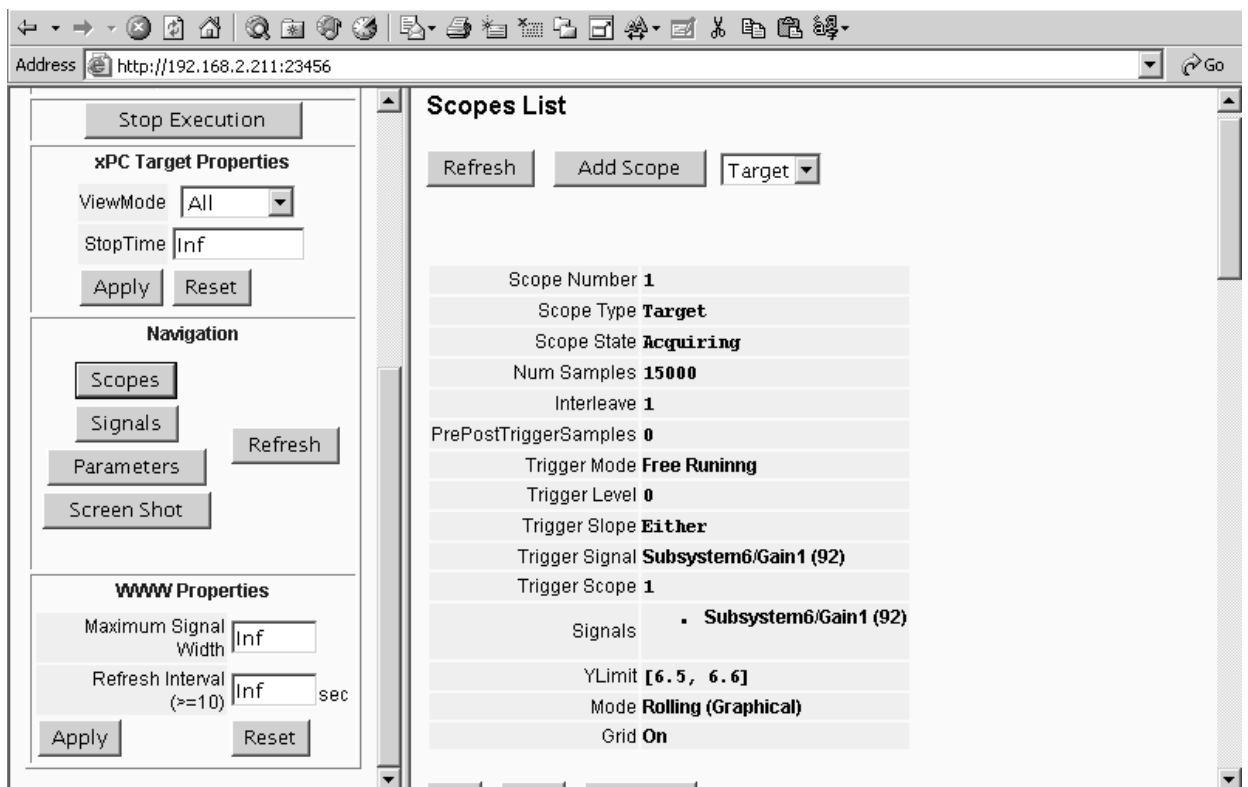 Address http://192.168.2.211:23456 Go
Stop Execution
xPC Target Properties
ViewMode All
StopTime Inf
Apply Reset
Navigation
Scopes
Signals
Refresh
Parameters
Screen Shot
WWW Properties
Maximum Signal
Width
Inf
Refresh Interval
(>=10)
Inf sec
Apply Reset
Scopes List
Refresh Add Scope Target
Scope Number 1
Scope Type Target
Scope State Acquiring
Num Samples 15000
Interleave 1
PrePostTriggerSamples 0
Trigger Mode Free Runinng
Trigger Level 0
Trigger Slope Either
Trigger Signal Subsystem6/Gain1 (92)
Trigger Scope 1
Signals • Subsystem6/Gain1 (92)
YLimit [6.5, 6.6]
Mode Rolling (Graphical)
Grid On